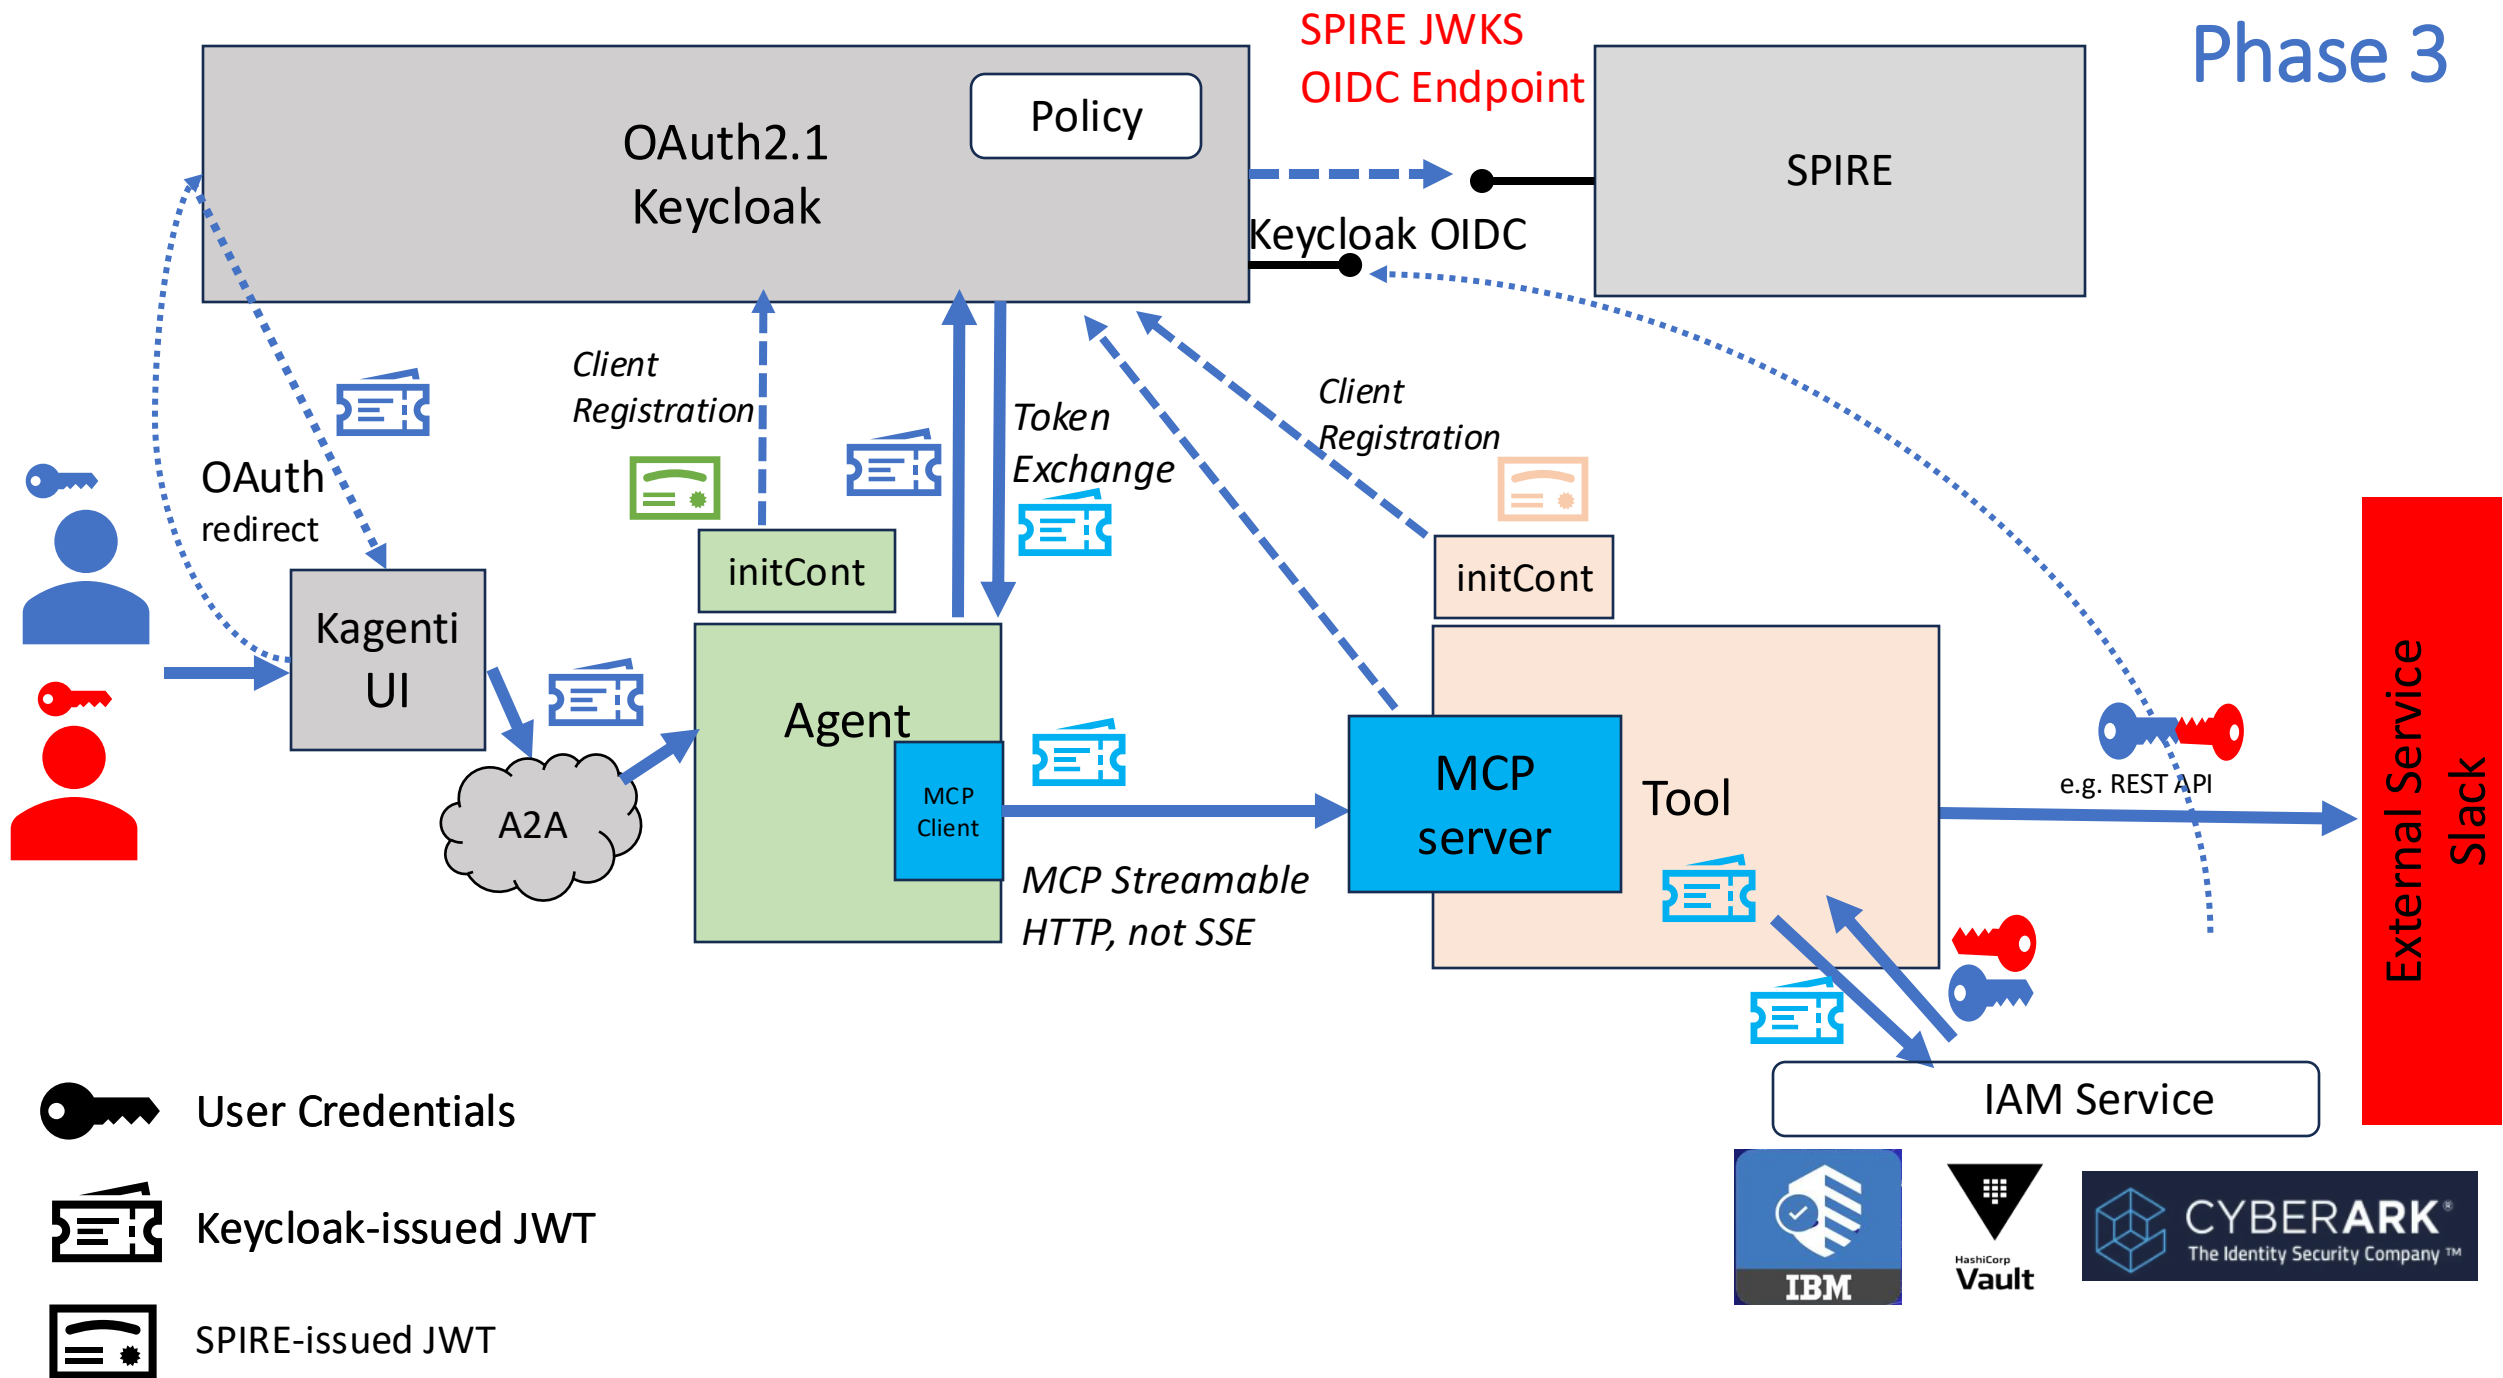 SPIRE JWKS
OIDC Endpoint
Phase 3
Policy
OAuth2.1
Keycloak
SPIRE
Keycloak OIDC
Client
Registration
Client
Registration
Token
Exchange
OAuth
redirect
initCont
initCont
Kagenti
UI
Agent
MCP
Client
A2A
MCP
server
Tool
e.g. REST API
External Service
Slack
MCP Streamable
HTTP, not SSE
IAM Service
User Credentials
Keycloak-issued JWT
SPIRE-issued JWT
IBM
HashiCorp
Vault
CYBERARK®
The Identity Security Company ™